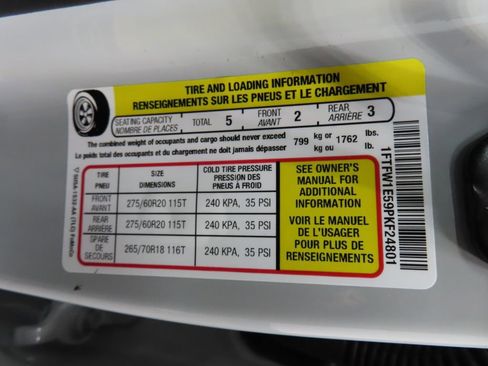 TIRE AND LOADING INFORMATION
RENSEIGNEMENTS SUR LES PNEUS ET LE CHARGEMENT
SEATING CAPACITY TOTAL 5 FRONT 2 REAR 3
NOMBRE DE PLACES AVANT ARRIÈRE
The combined weight of occupants and cargo should never exceed 799 kg or 1762 lbs.
Le poids total des occupants et du chargement ne doit jamais dépasser kg ou lb.
TIRE SIZE COLD TIRE PRESSURE
PNEU DIMENSIONS PRESSION DES PNEUS À FROID
FRONT
AVANT 275/60R20 115T 240 KPA, 35 PSI
REAR
ARRIÈRE 275/60R20 115T 240 KPA, 35 PSI
SPARE
DE SECOURS 265/70R18 116T 240 KPA, 35 PSI
SEE OWNER'S
MANUAL FOR
ADDITIONAL
INFORMATION
VOIR LE MANUEL
DE L'USAGER
POUR PLUS DE
RENSEIGNEMENTS
1FTFW1E59PKF24801